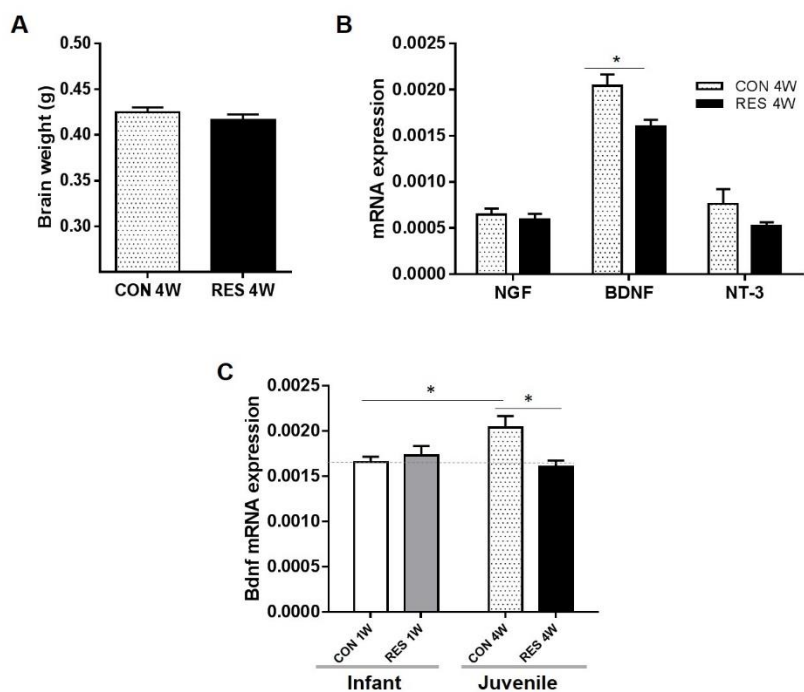 A
Brain weight (g)
0.50
0.45
0.40
0.35
0.30
CON 4W
RES 4W
B
mRNA expression
0.0025
0.0020
0.0015
0.0010
0.0005
0.0000
*
CON 4W
RES 4W
NGF
BDNF
NT-3
C
Bdnf mRNA expression
0.0025
0.0020
0.0015
0.0010
0.0005
0.0000
*
*
CON 1W
RES 1W
CON 4W
RES 4W
Infant
Juvenile